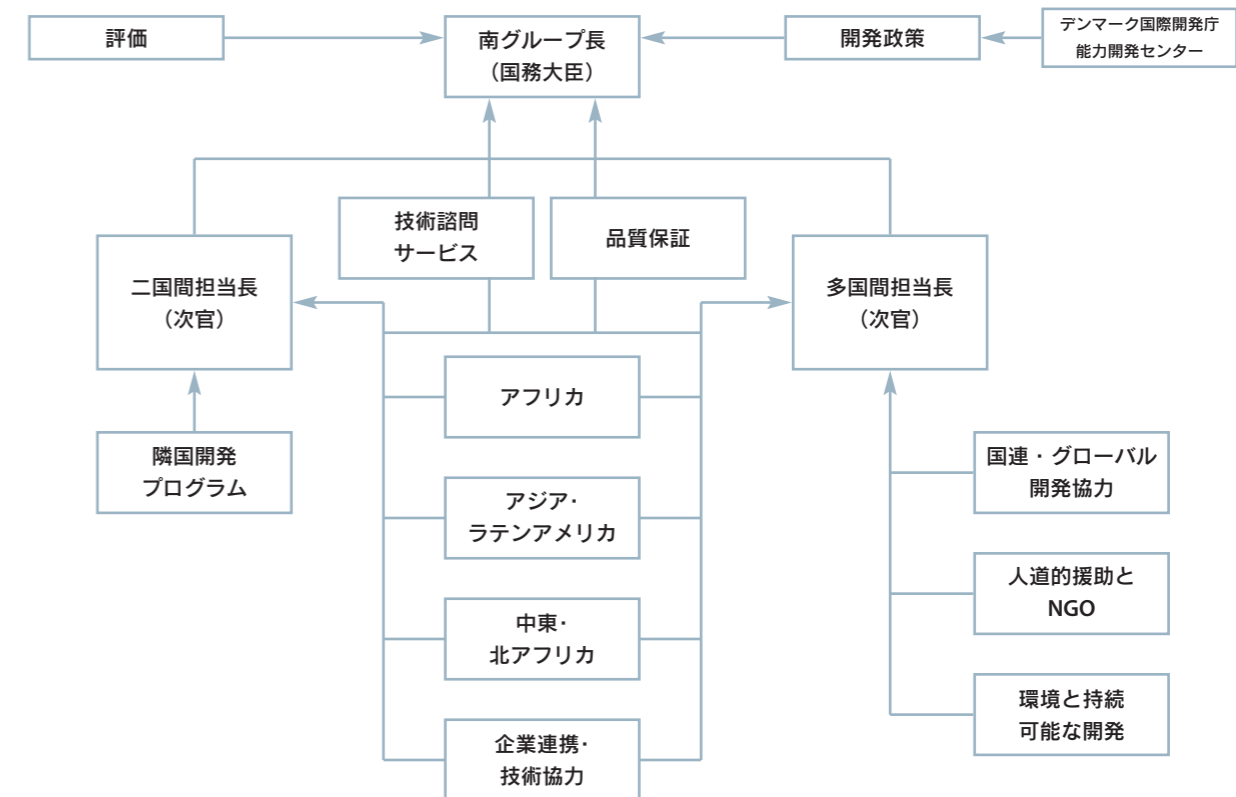 評価
南グループ長
（国務大臣）
開発政策
デンマーク国際開発庁
能力開発センター
技術諮問
サービス
品質保証
二国間担当長
（次官）
多国間担当長
（次官）
アフリカ
隣国開発
プログラム
国連・グローバル
開発協力
アジア・
ラテンアメリカ
人道的援助と
NGO
中東・
北アフリカ
環境と持続
可能な開発
企業連携・
技術協力